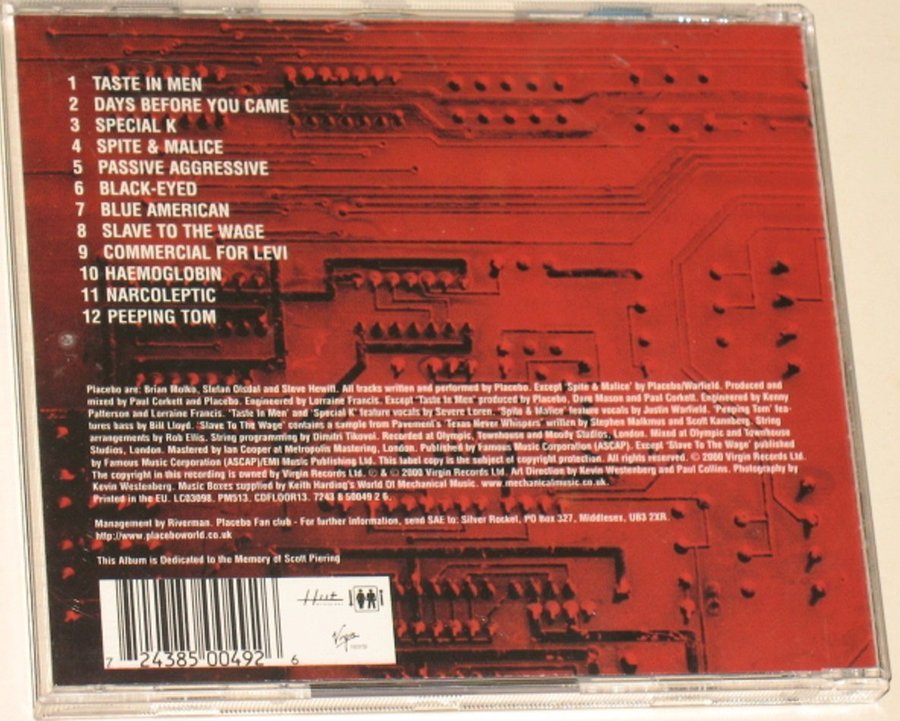 1 TASTE IN MEN
2 DAYS BEFORE YOU CAME
3 SPECIAL K
4 SPITE & MALICE
5 PASSIVE AGGRESSIVE
6 BLACK-EYED
7 BLUE AMERICAN
8 SLAVE TO THE WAGE
9 COMMERCIAL FOR LEVI
10 HAEMOGLOBIN
11 NARCOLEPTIC
12 PEEPING TOM
Placebo are: Brian Molko, Stefan Olsdal and Steve Hewitt. All tracks written and performed by Placebo. Except 'Spite & Malice' by Placebo/Warfield. Produced and
mixed by Paul Corkett and Placebo. Engineered by Lorraine Francis. Except 'Taste In Men' produced by Placebo, Dare Mason and Paul Corkett. Engineered by Kenny
Patterson and Lorraine Francis. 'Taste In Men' and 'Special K' feature vocals by Severe Loren. 'Spite & Malice' features vocals by Justin Warfield. 'Peeping Tom' fea-
tures bass by Bill Lloyd. 'Slave To The Wage' contains a sample from Pavement's 'Texas Never Whispers' written by Stephen Malkmus and Scott Kannberg. String
arrangements by Rob Ellis. String programming by Dimitri Tikovoi. Recorded at Olympic, Townhouse and Moody Studios, London. Mixed at Olympic and Townhouse
Studios, London. Mastered by Ian Cooper at Metropolis Mastering, London. Published by Famous Music Corporation (ASCAP). Except 'Slave To The Wage' published
by Famous Music Corporation (ASCAP)/EMI Music Publishing Ltd. This label copy is the subject of copyright protection. All rights reserved. © 2000 Virgin Records Ltd.
The copyright in this recording is owned by Virgin Records Ltd. ℗ & © 2000 Virgin Records Ltd. Art Direction by Kevin Westenberg and Paul Collins. Photography by
Kevin Westenberg. Music Boxes supplied by Keith Harding's World Of Mechanical Music. www.mechanicalmusic.co.uk.
Printed in the EU. LC03098. PM513. CDFLOOR13. 7243 8 50049 2 6.
Management by Riverman. Placebo Fan club - For further information, send SAE to: Silver Rocket, PO Box 327, Middlesex, UB3 2XR.
http://www.placeboworld.co.uk
This Album is Dedicated to the Memory of Scott Piering
Hut
Virgin
7 24385 00492 6